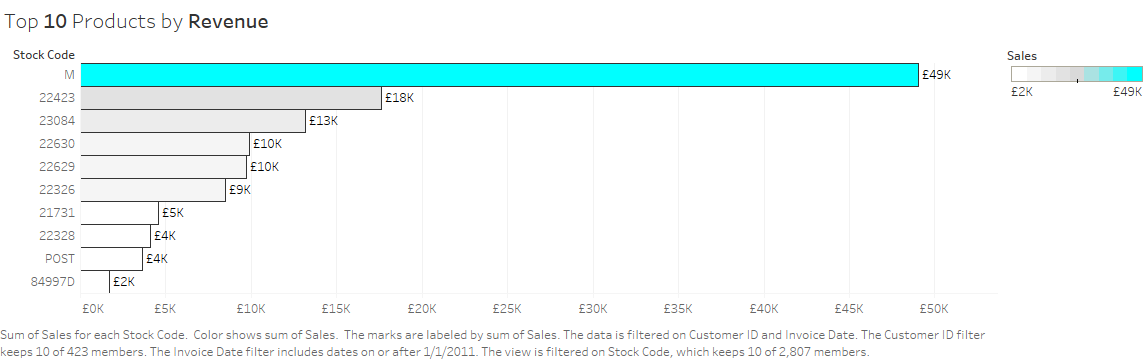 Top 10 Products by Revenue
Stock Code
Sales
M £49K
22423 £18K
£2K £49K
23084 £13K
22630 £10K
22629 £10K
22326 £9K
21731 £5K
22328 £4K
POST £4K
84997D £2K
£0K £5K £10K £15K £20K £25K £30K £35K £40K £45K £50K
Sum of Sales for each Stock Code. Color shows sum of Sales. The marks are labeled by sum of Sales. The data is filtered on Customer ID and Invoice Date. The Customer ID filter
keeps 10 of 423 members. The Invoice Date filter includes dates on or after 1/1/2011. The view is filtered on Stock Code, which keeps 10 of 2,807 members.